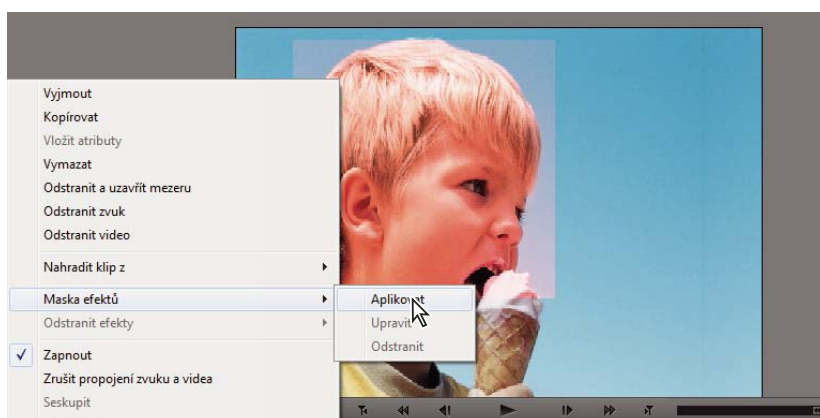 Vyjmout
Kopírovat
Vložit atributy
Vymazat
Odstranit a uzavřít mezeru
Odstranit zvuk
Odstranit video
Nahradit klip z
Maska efektů
Aplikovat
Odstranit efekty
Upravit
Odstranit
Zapnout
Zrušit propojení zvuku a videa
Seskupit